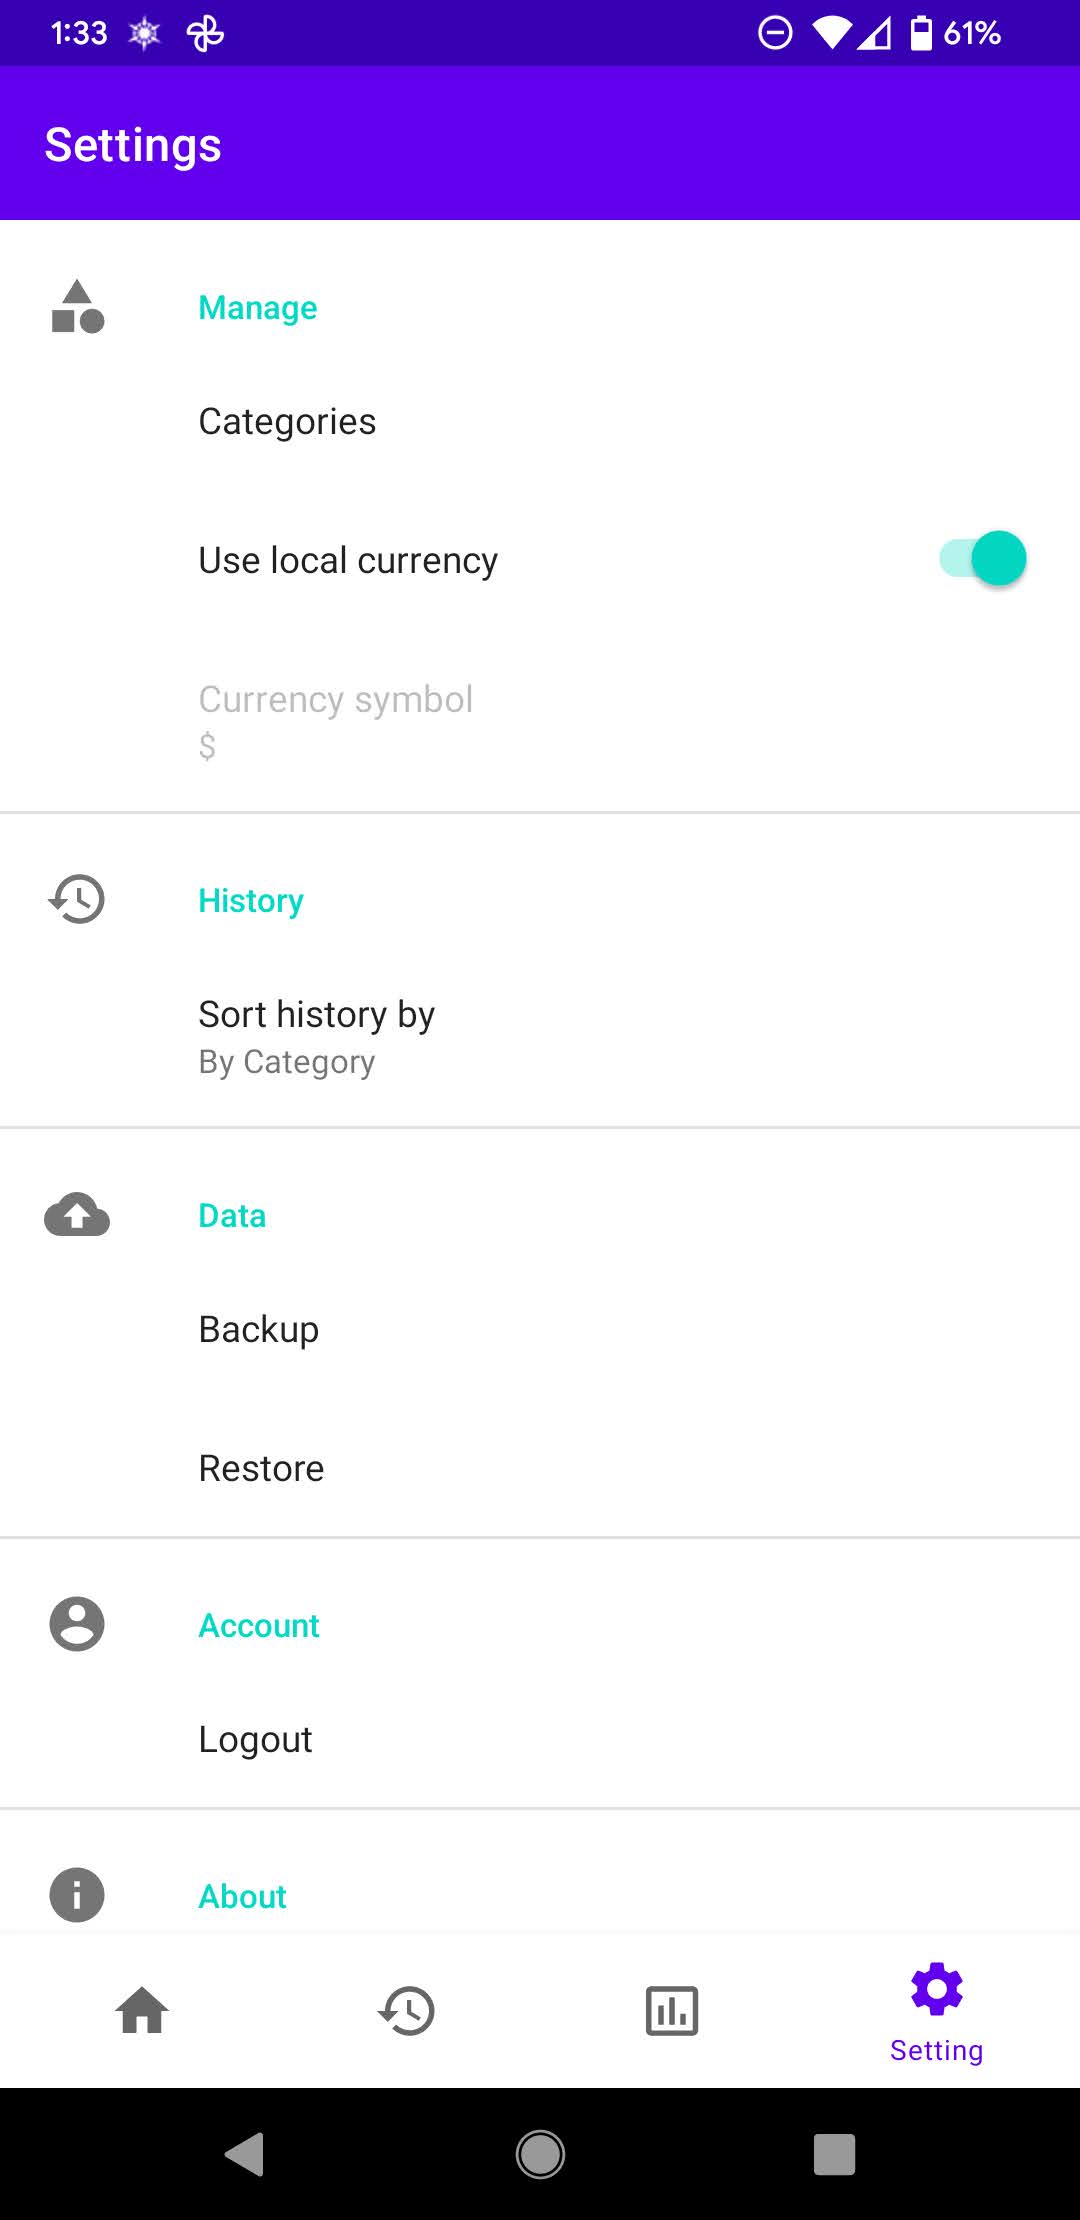 1:33
61%
Settings
Manage
Categories
Use local currency
Currency symbol
$
History
Sort history by
By Category
Data
Backup
Restore
Account
Logout
About
Setting